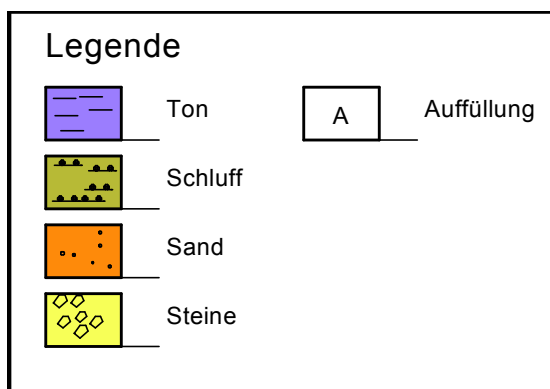 Legende
Ton
A Auffüllung
Schluff
Sand
Steine